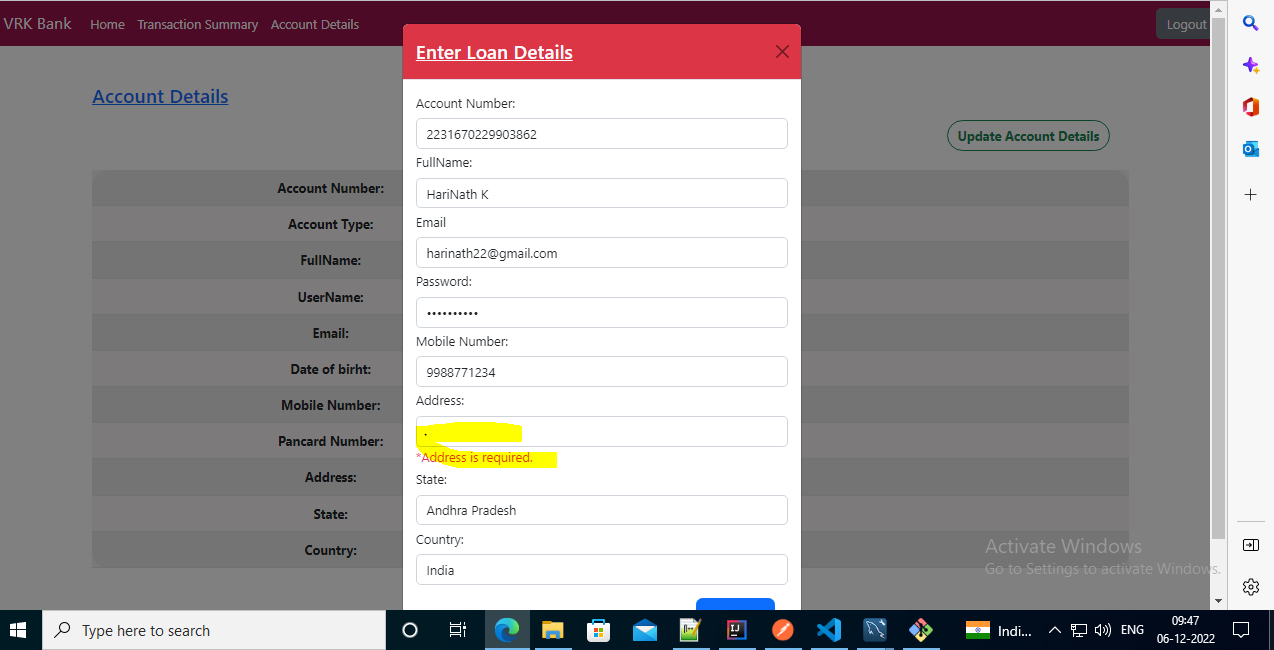 VRK Bank Home Transaction Summary Account Details Logout
Enter Loan Details
Account Details
Account Number:
2231670229903862
Update Account Details
FullName:
HariNath K
Account Number:
Email
Account Type:
harinath22@gmail.com
FullName:
Password:
••••••••••
UserName:
Mobile Number:
Email:
9988771234
Date of birht:
Address:
Mobile Number:
.
Pancard Number:
*Address is required.
Address:
State:
Andhra Pradesh
State:
Country:
Country:
India
Activate Windows
Go to Settings to activate Windows.
Type here to search
Indi...
ENG
09:47
06-12-2022